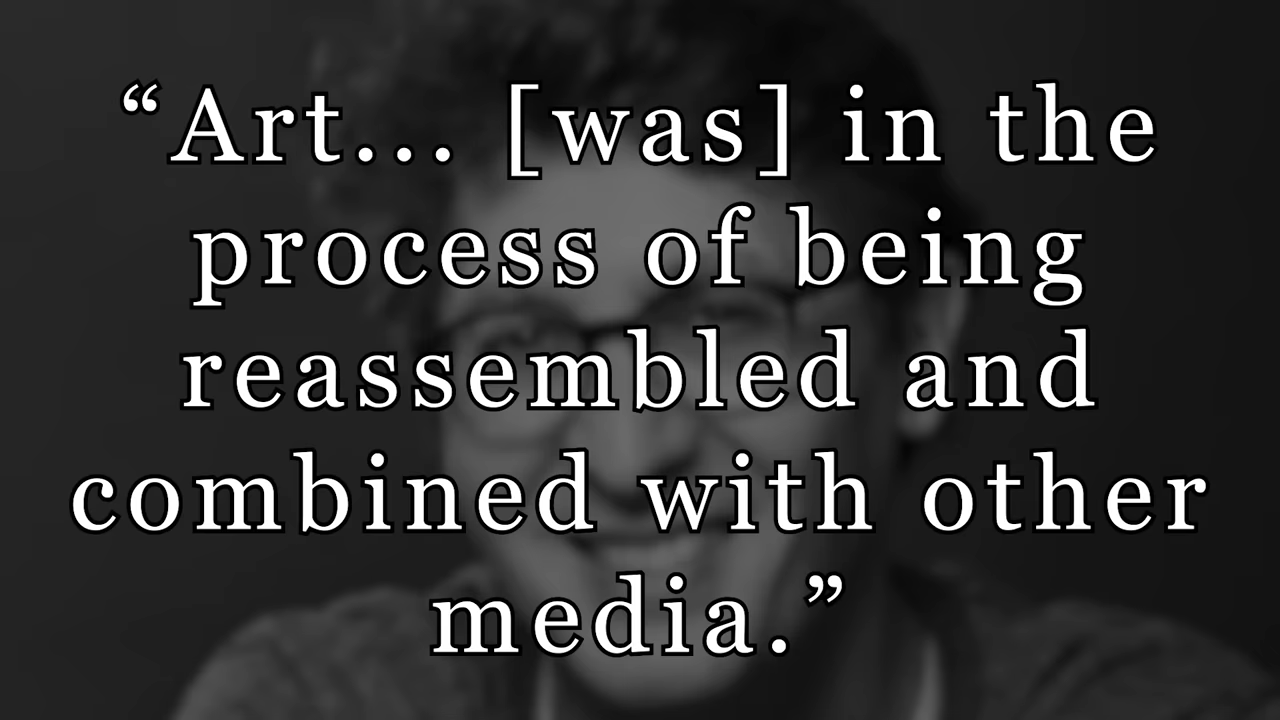 “Art... [was] in the
process of being
reassembled and
combined with other
media.”